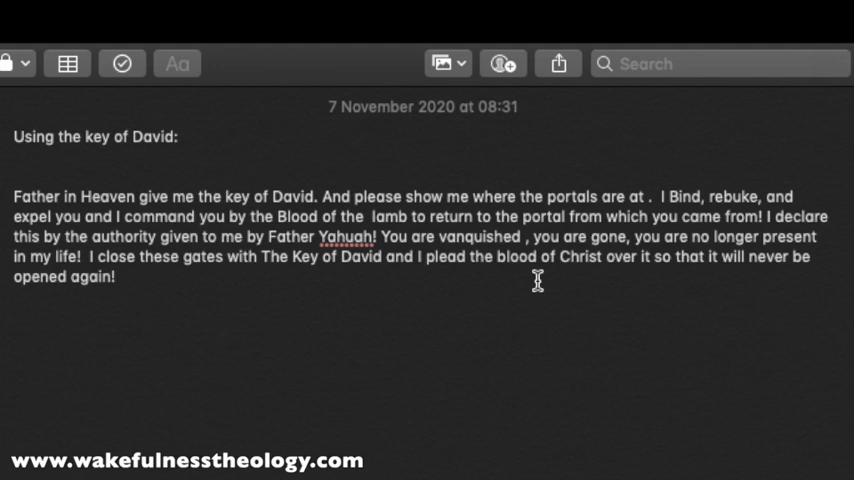 Aa
Search
7 November 2020 at 08:31
Using the key of David:
Father in Heaven give me the key of David. And please show me where the portals are at . I Bind, rebuke, and
expel you and I command you by the Blood of the lamb to return to the portal from which you came from! I declare
this by the authority given to me by Father Yahuah! You are vanquished , you are gone, you are no longer present
in my life! I close these gates with The Key of David and I plead the blood of Christ over it so that it will never be
opened again!
www.wakefulnesstheology.com